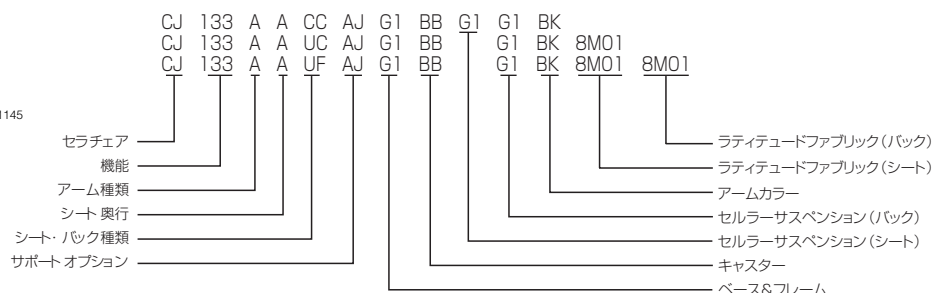 CJ 133 A A CC AJ G1 BB G1 G1 BK
CJ 133 A A UC AJ G1 BB G1 BK 8M01
CJ 133 A A UF AJ G1 BB G1 BK 8M01 8M01
1145
セラチェア
機能
アーム種類
シート 奥行
シート・バック種類
サポート オプション
ラティテュードファブリック(バック)
ラティテュードファブリック(シート)
アームカラー
セルラーサスペンション(バック)
セルラーサスペンション(シート)
キャスター
ベース&フレーム